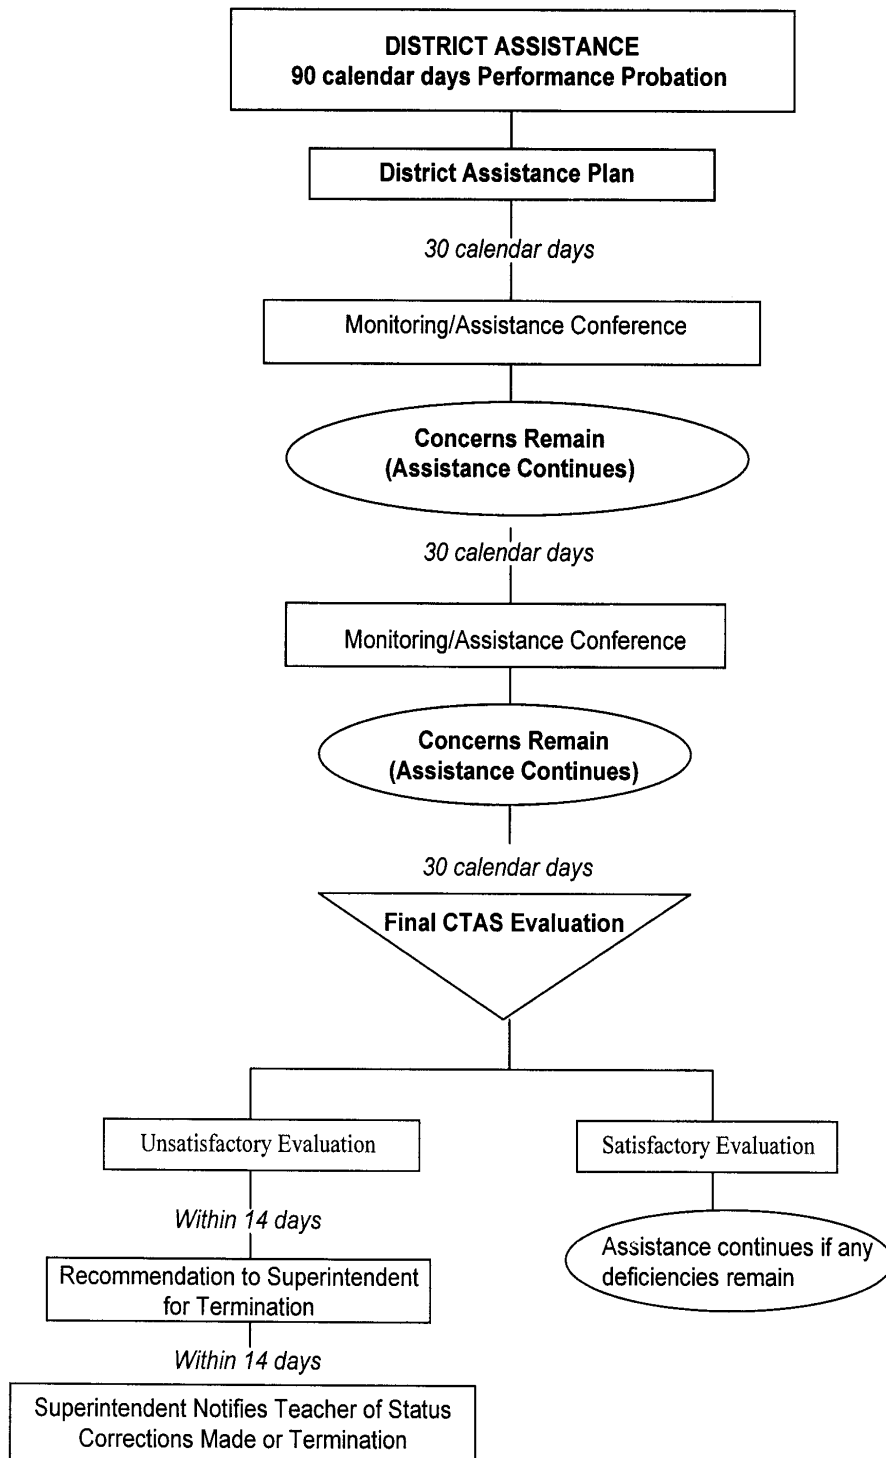 DISTRICT ASSISTANCE
90 calendar days Performance Probation
District Assistance Plan
30 calendar days
Monitoring/Assistance Conference
Concerns Remain
(Assistance Continues)
30 calendar days
Monitoring/Assistance Conference
Concerns Remain
(Assistance Continues)
30 calendar days
Final CTAS Evaluation
Unsatisfactory Evaluation
Satisfactory Evaluation
Within 14 days
Assistance continues if any
deficiencies remain
Recommendation to Superintendent
for Termination
Within 14 days
Superintendent Notifies Teacher of Status
Corrections Made or Termination